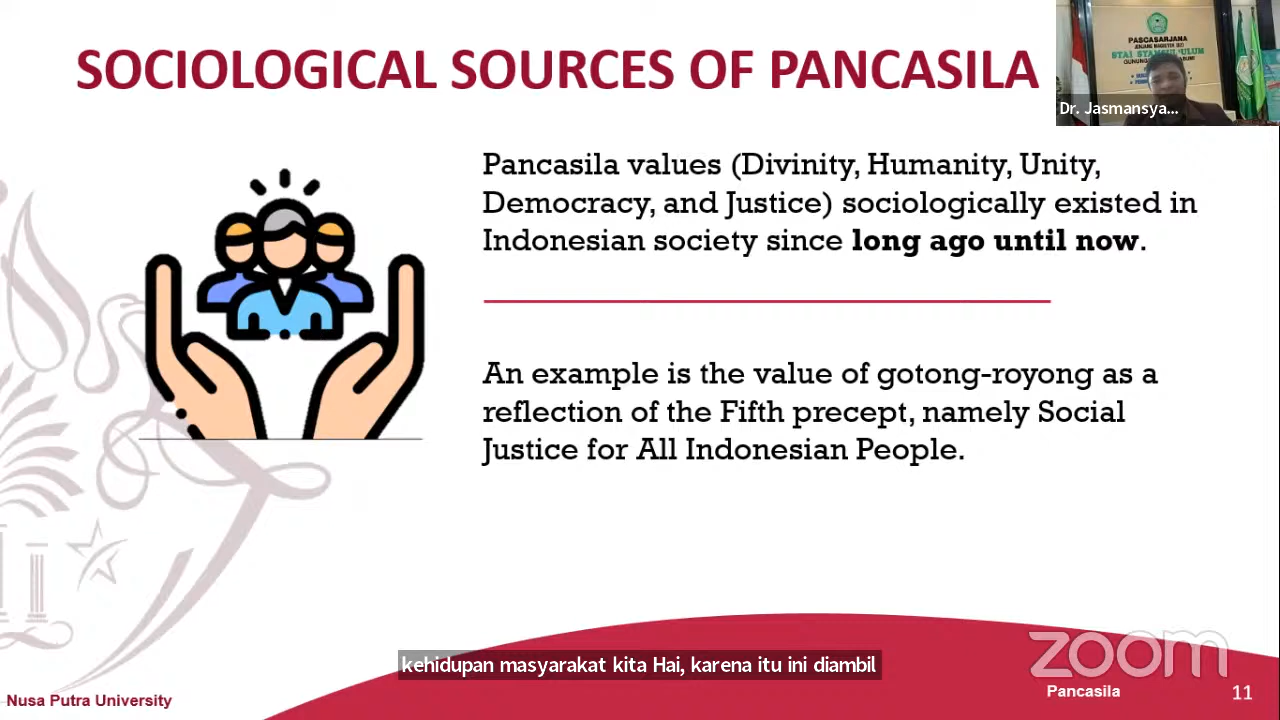 SOCIOLOGICAL SOURCES OF PANCASILA
PASCASARJANA
Dr. Jasmansya...
Pancasila values (Divinity, Humanity, Unity,
Democracy, and Justice) sociologically existed in
Indonesian society since long ago until now.
An example is the value of gotong-royong as a
reflection of the Fifth precept, namely Social
Justice for All Indonesian People.
zoom
kehidupan masyarakat kita Hai, karena itu ini diambil
Nusa Putra University
Pancasila
11